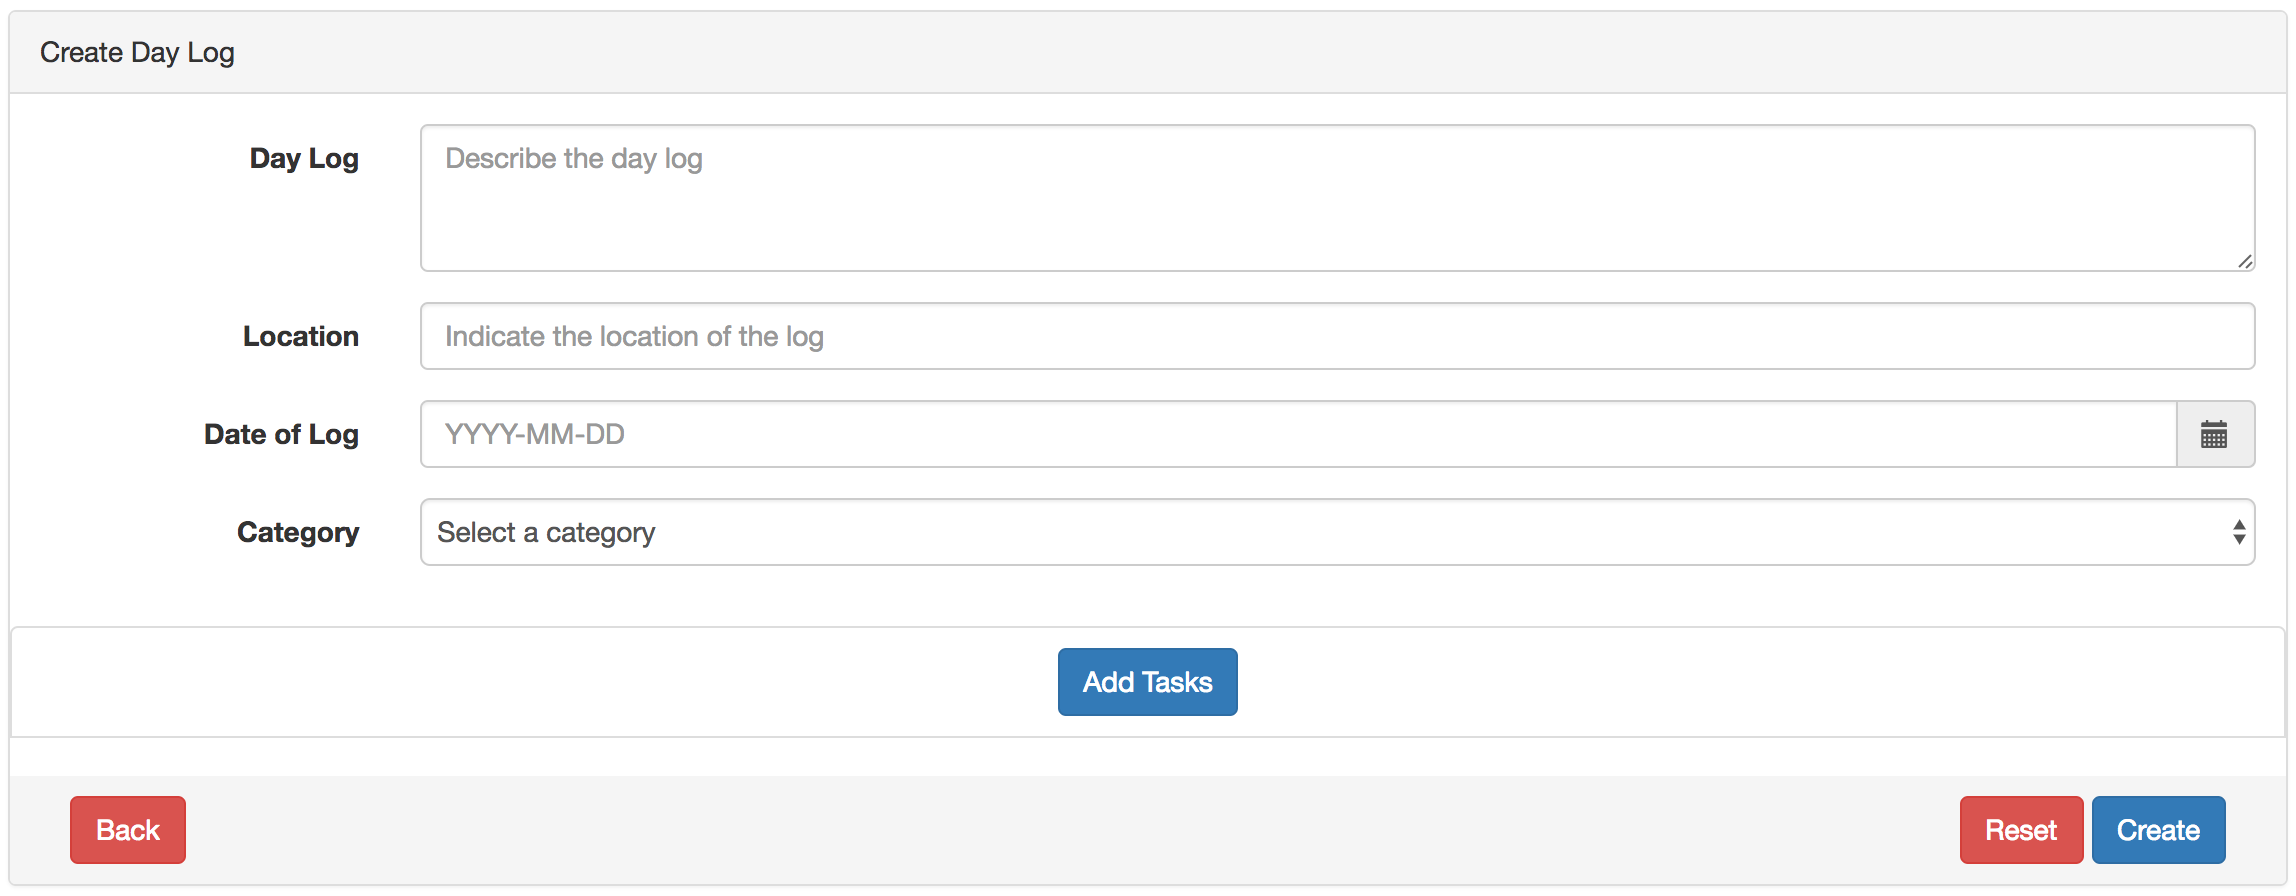 Create Day Log
Day Log
Describe the day log
Location
Indicate the location of the log
Date of Log
YYYY-MM-DD
Category
Select a category
Add Tasks
Back
Reset
Create